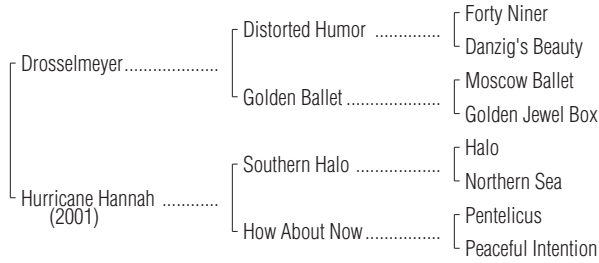 Forty Niner
Distorted Humor ..............
Danzig's Beauty
Drosselmeyer....................
Moscow Ballet
Golden Ballet ....................
Golden Jewel Box
Halo
Southern Halo ..................
Northern Sea
Hurricane Hannah ............
(2001)
Pentelicus
How About Now................
Peaceful Intention